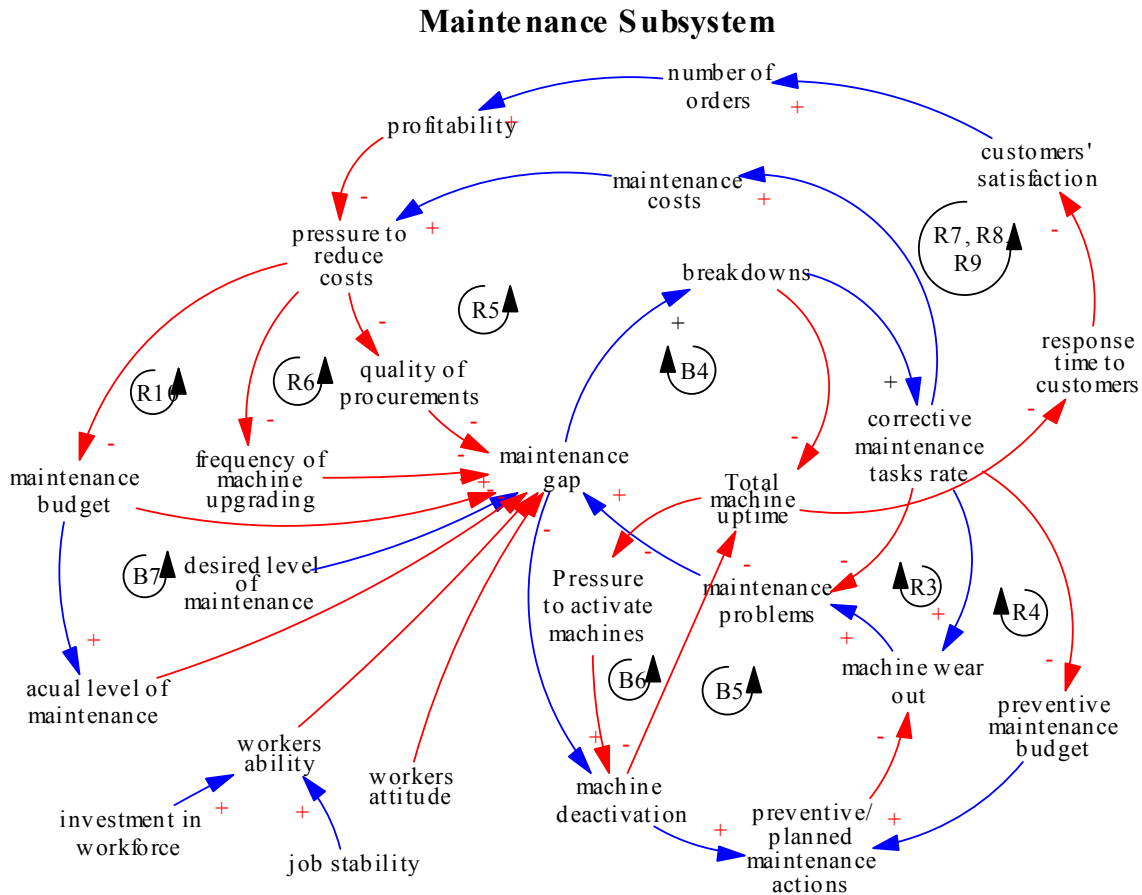 Maintenance Subsystem
number of
orders
+
profitability
+
customers'
satisfaction
-
maintenance
costs
+
-
pressure to
reduce
costs
+
R7, R8,
R9
breakdowns
+
R5
-
B4
response
time to
customers
-
quality of
procurements
-
R6
R16
+
corrective
maintenance
tasks rate
-
-
maintenance
budget
frequency of
machine
upgrading
-
+
-
maintenance
gap
-
+
-
Total
machine
uptime
-
-
-
B7
desired level of
maintenance
Pressure
to activate
machines
maintenance
problems
+
R3
+
R4
+
acual level of
maintenance
B6
B5
machine wear
out
-
preventive
maintenance
budget
workers
ability
workers
attitude
+
-
-
machine
deactivation
+
+
investment in
workforce
+
+
job stability
preventive/
planned
maintenance
actions